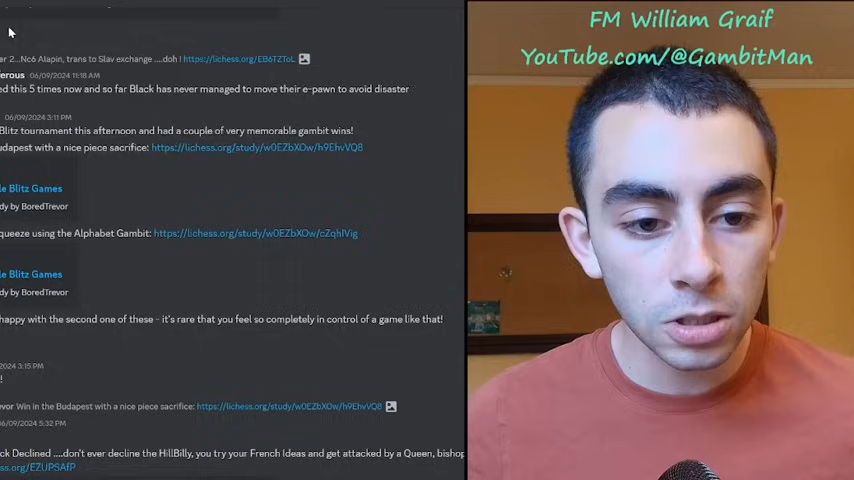 er 2...Nc6 Alapin, trans to Slav exchange ....doh ! https://lichess.org/EB6TZToL
erous 06/09/2024 11:18 AM
ed this 5 times now and so far Black has never managed to move their e-pawn to avoid disaster
06/09/2024 3:11 PM
Blitz tournament this afternoon and had a couple of very memorable gambit wins!
udapest with a nice piece sacrifice: https://lichess.org/study/w0EZbXOw/h9EhvVQ8
le Blitz Games
dy by BoredTrevor
queeze using the Alphabet Gambit: https://lichess.org/study/w0EZbXOw/cZqhIVig
le Blitz Games
dy by BoredTrevor
happy with the second one of these - it's rare that you feel so completely in control of a game like that!
3:15 PM
!
vor Win in the Budapest with a nice piece sacrifice: https://lichess.org/study/w0EZbXOw/h9EhvVQ8
06/09/2024 5:32 PM
ck Declined ....don't ever decline the HillBilly, you try your French Ideas and get attacked by a Queen, bishop
ss.org/EZUPSAfP
FM William Graif
YouTube.com/@GambitMan